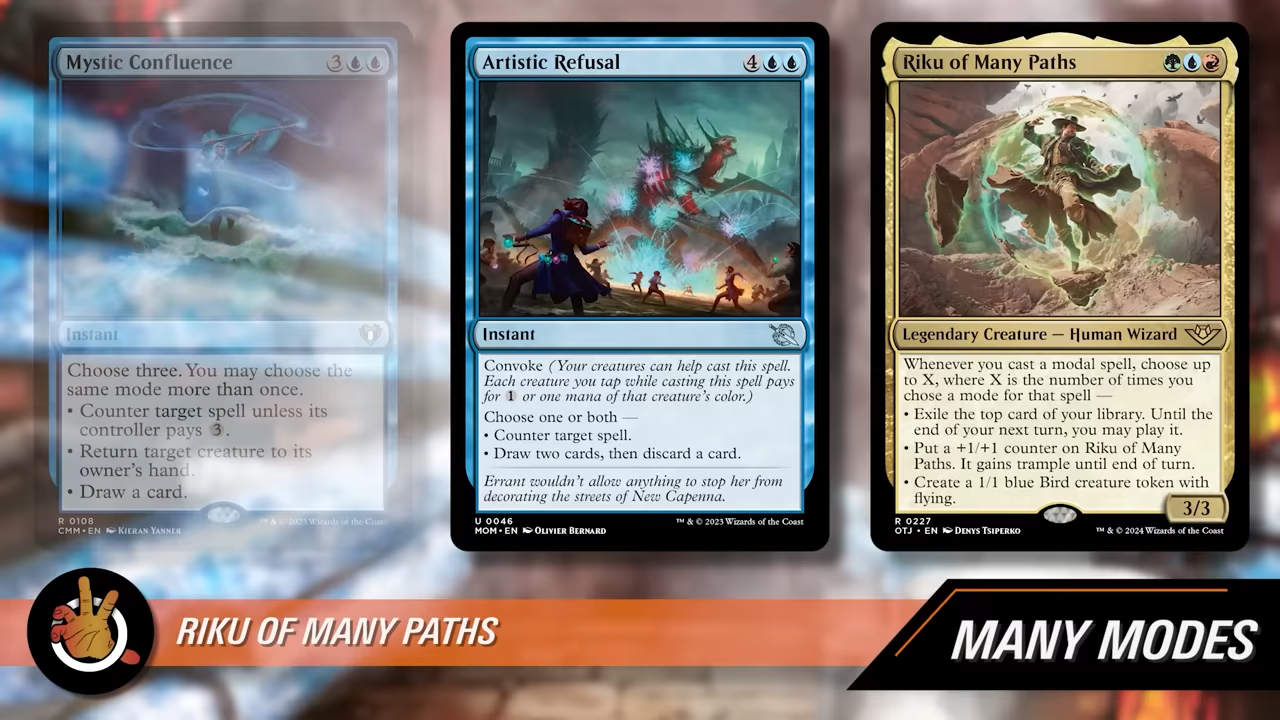 Mystic Confluence 3
Instant
Choose three. You may choose the
same mode more than once.
• Counter target spell unless its
controller pays 3.
• Return target creature to its
owner's hand.
• Draw a card.
R 0108
CMM • EN Kieran Yanner
™ & © 2023 Wizards of the Coast
Artistic Refusal 4
Instant
Convoke (Your creatures can help cast this spell.
Each creature you tap while casting this spell pays
for 1 or one mana of that creature's color.)
Choose one or both —
• Counter target spell.
• Draw two cards, then discard a card.
Errant wouldn't allow anything to stop her from
decorating the streets of New Capenna.
U 0046
MOM • EN Olivier Bernard
™ & © 2023 Wizards of the Coast
Riku of Many Paths
Legendary Creature — Human Wizard
Whenever you cast a modal spell, choose up
to X, where X is the number of times you
chose a mode for that spell —
• Exile the top card of your library. Until the
end of your next turn, you may play it.
• Put a +1/+1 counter on Riku of Many
Paths. It gains trample until end of turn.
• Create a 1/1 blue Bird creature token with
flying.
3/3
R 0227
OTJ • EN Denys Tsiperko
™ & © 2024 Wizards of the Coast
RIKU OF MANY PATHS
MANY MODES